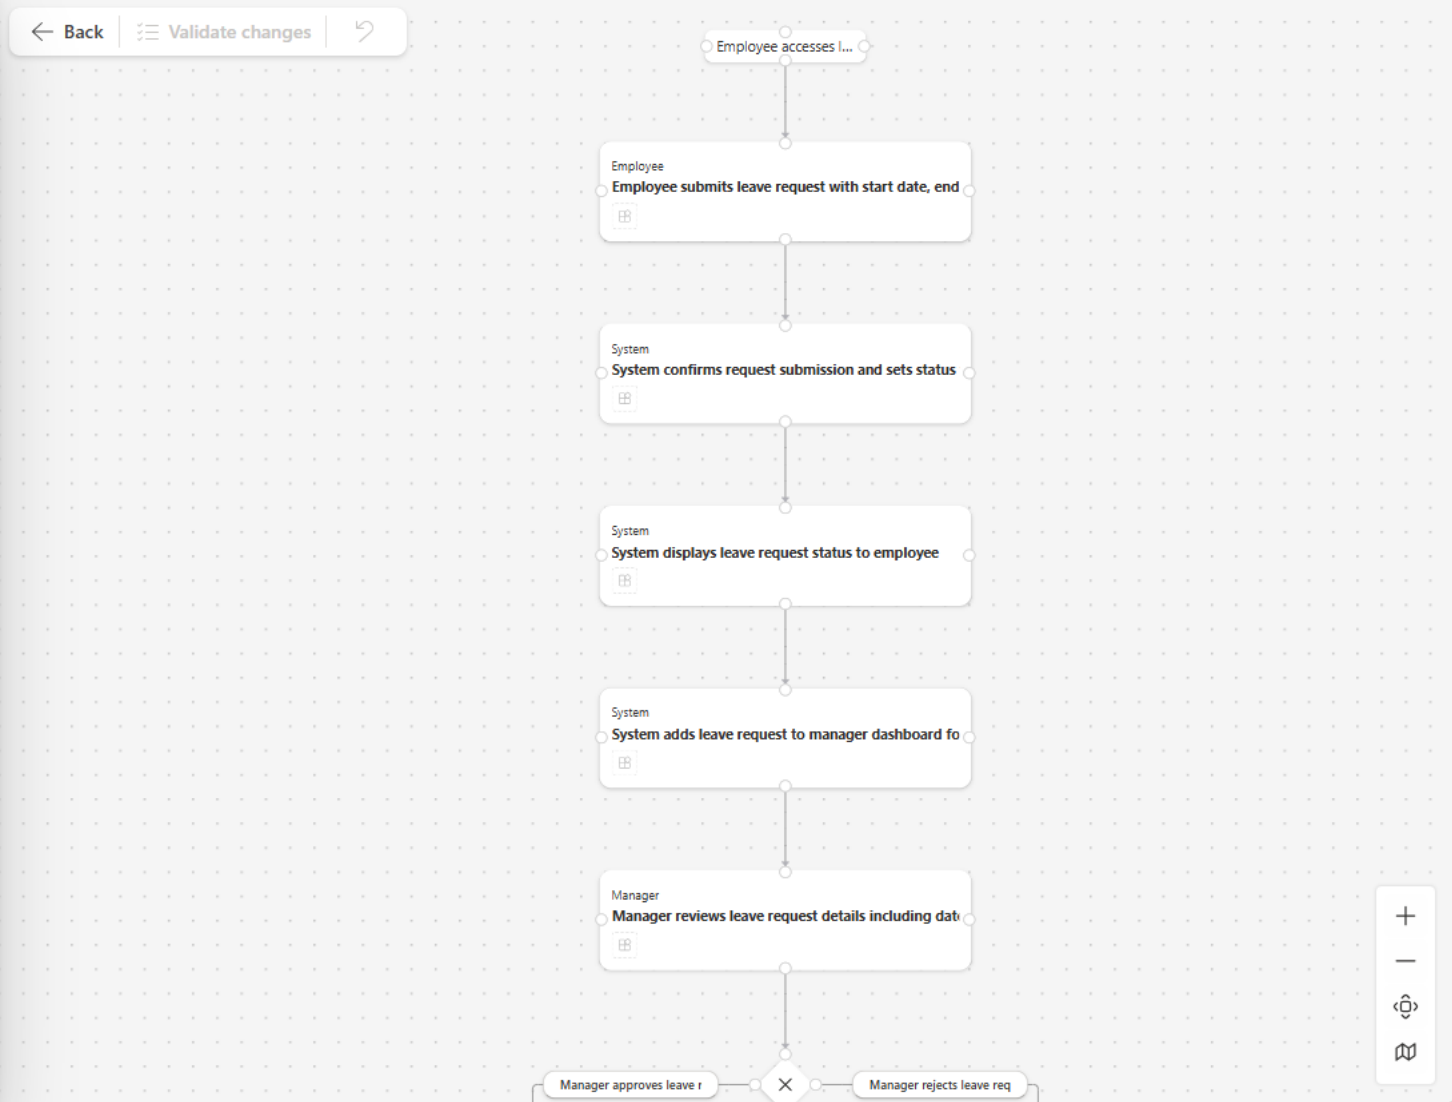 Back
Validate changes
Employee accesses l...
Employee
Employee submits leave request with start date, end
System
System confirms request submission and sets status
System
System displays leave request status to employee
System
System adds leave request to manager dashboard fo
Manager
Manager reviews leave request details including dat
Manager approves leave r
Manager rejects leave req